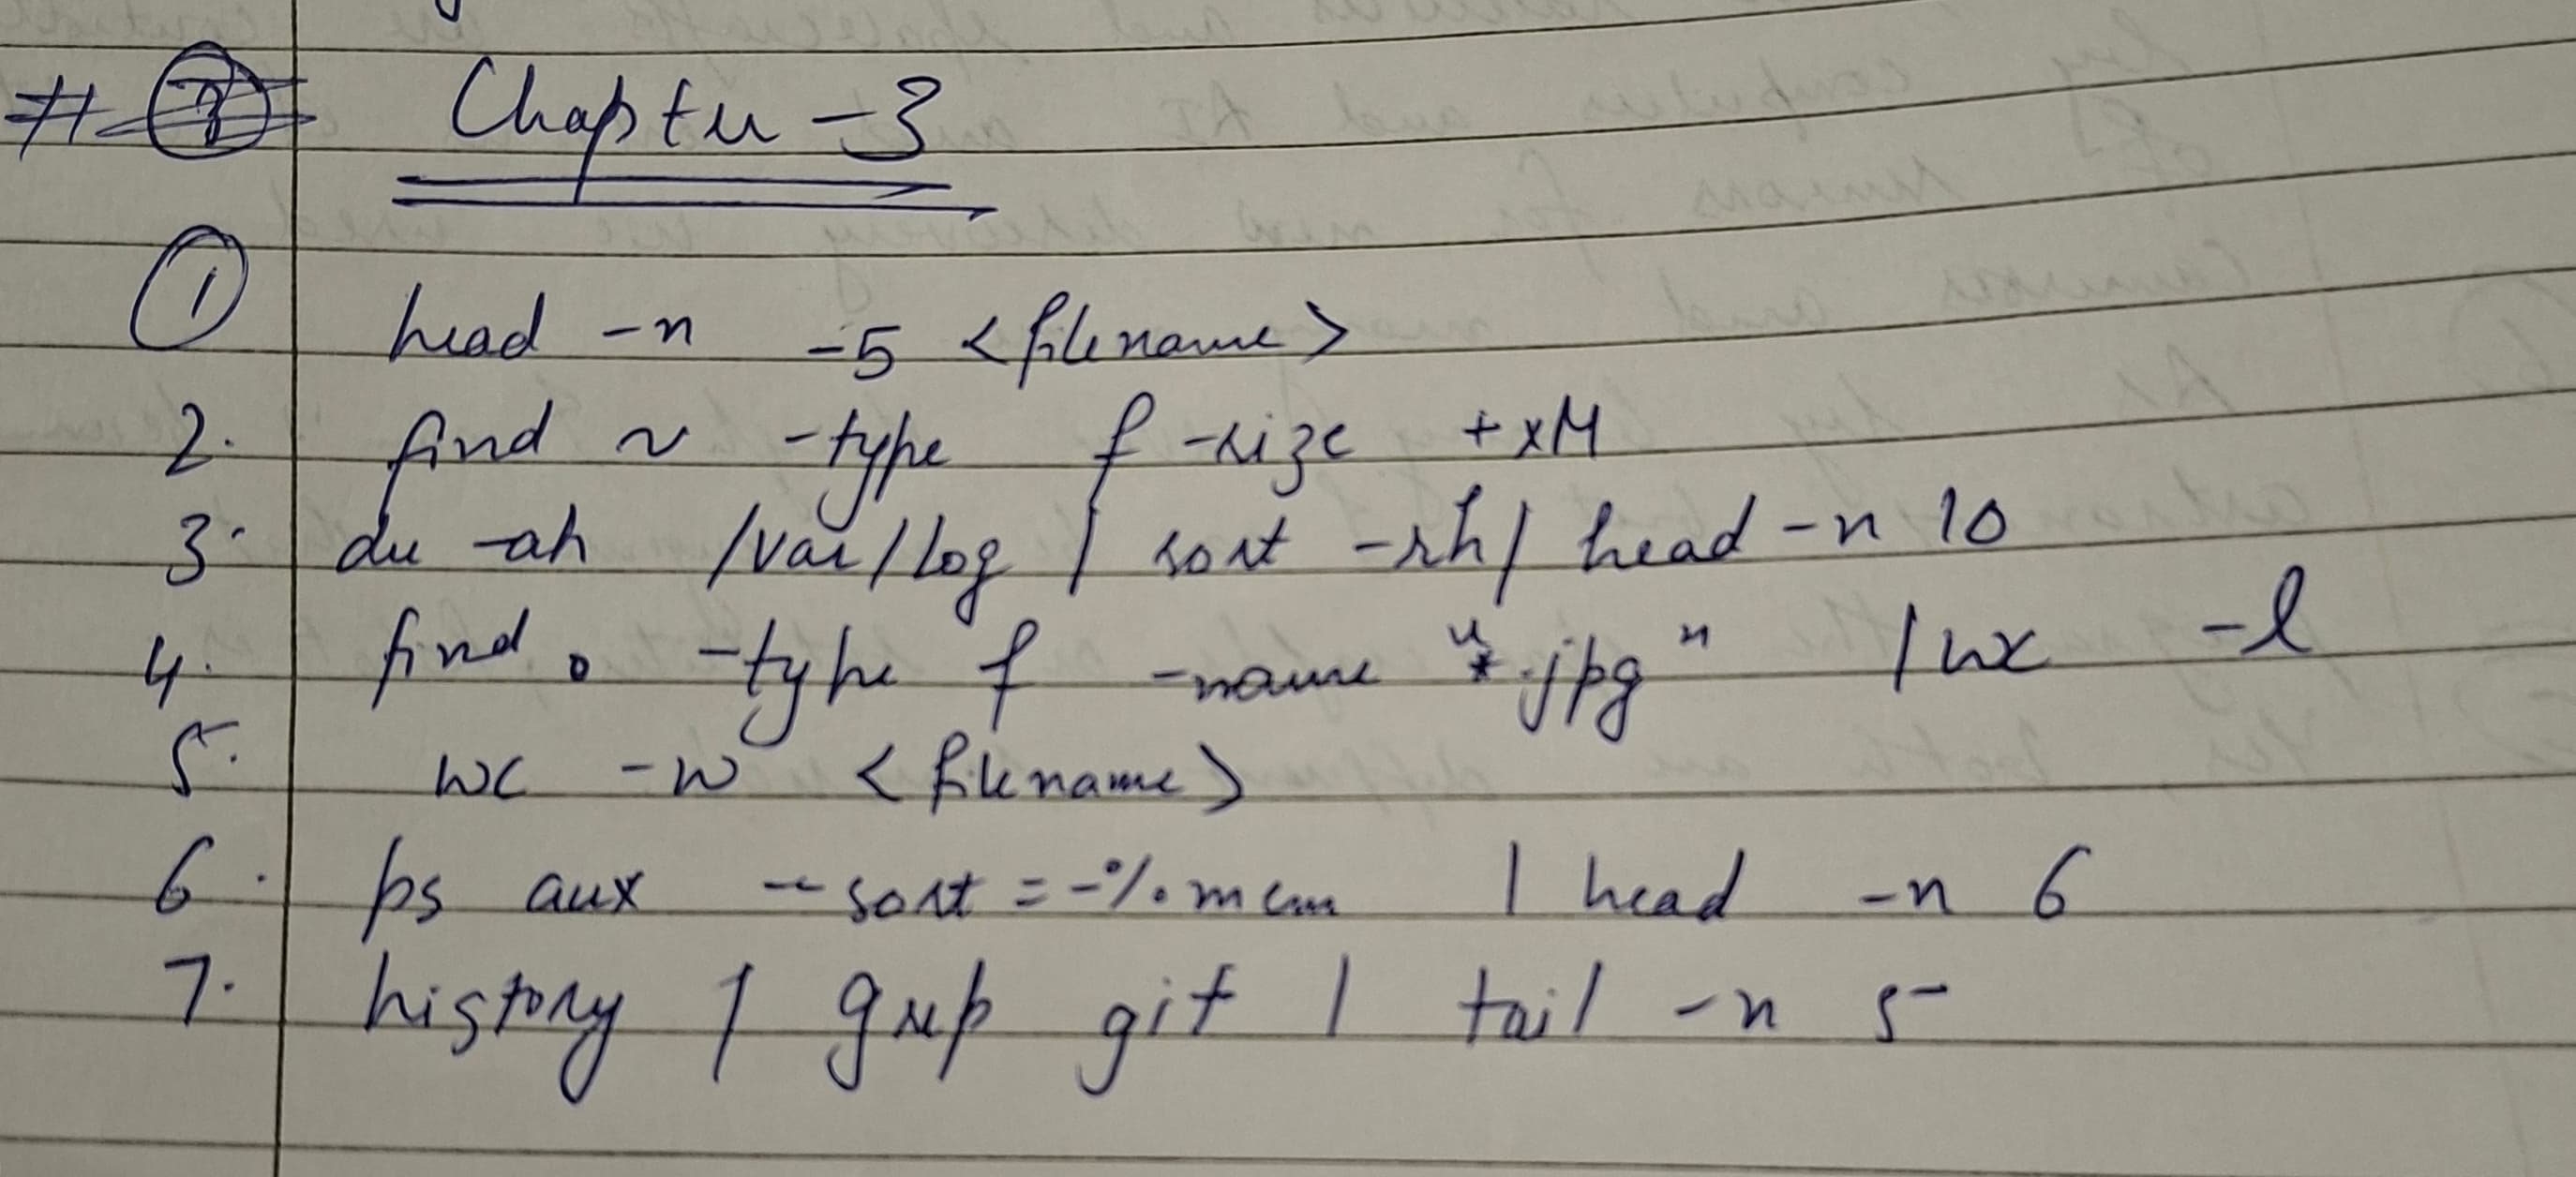 # Chapter - 3
① head -n -5 <filename>
2. find ~ -type f -size +xM
3. du -ah /var/log | sort -rh | head -n 10
4. find . -type f -name "*.jpg" | wc -l
5. wc -w <filename>
6. ps aux --sort=-%mem | head -n 6
7. history | grep git | tail -n 5